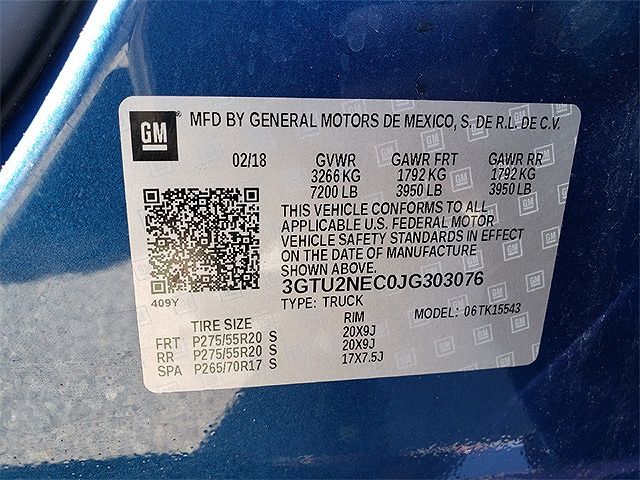 GM
MFD BY GENERAL MOTORS DE MEXICO, S. DE R.L. DE C.V.
02/18 GVWR GAWR FRT GAWR RR
3266 KG 1792 KG 1792 KG
7200 LB 3950 LB 3950 LB
THIS VEHICLE CONFORMS TO ALL
APPLICABLE U.S. FEDERAL MOTOR
VEHICLE SAFETY STANDARDS IN EFFECT
ON THE DATE OF MANUFACTURE
SHOWN ABOVE.
409Y
3GTU2NEC0JG303076
TYPE: TRUCK MODEL: 06TK15543
TIRE SIZE RIM
FRT P275/55R20 S 20X9J
RR P275/55R20 S 20X9J
SPA P265/70R17 S 17X7.5J